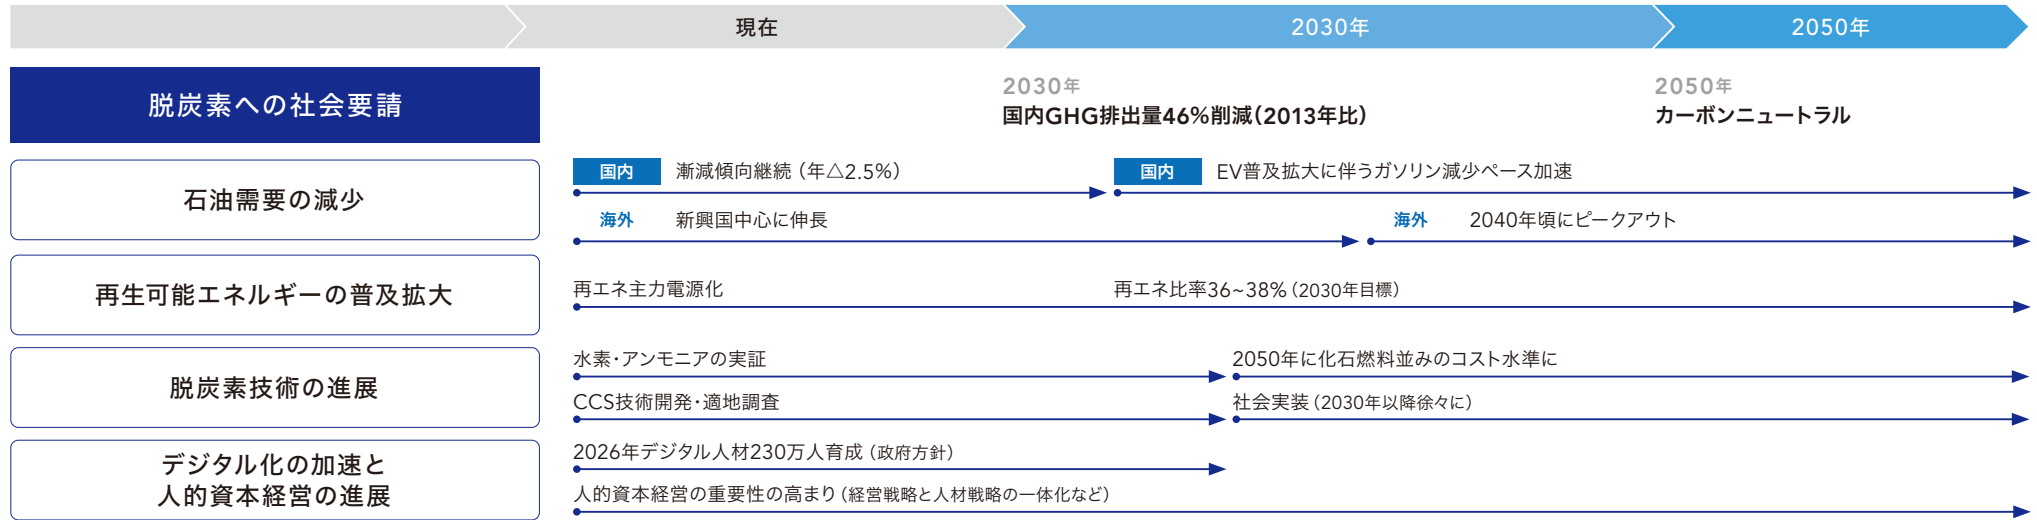 現在 2030年 2050年
脱炭素への社会要請
2030年
国内GHG排出量46%削減(2013年比)
2050年
カーボンニュートラル
石油需要の減少
国内 漸減傾向継続(年△2.5%)
国内 EV普及拡大に伴うガソリン減少ペース加速
海外 新興国中心に伸長
海外 2040年頃にピークアウト
再生可能エネルギーの普及拡大
再エネ主力電源化
再エネ比率36~38%(2030年目標)
脱炭素技術の進展
水素・アンモニアの実証
2050年に化石燃料並みのコスト水準に
CCS技術開発・適地調査
社会実装(2030年以降徐々に)
デジタル化の加速と
人的資本経営の進展
2026年デジタル人材230万人育成(政府方針)
人的資本経営の重要性の高まり(経営戦略と人材戦略の一体化など)